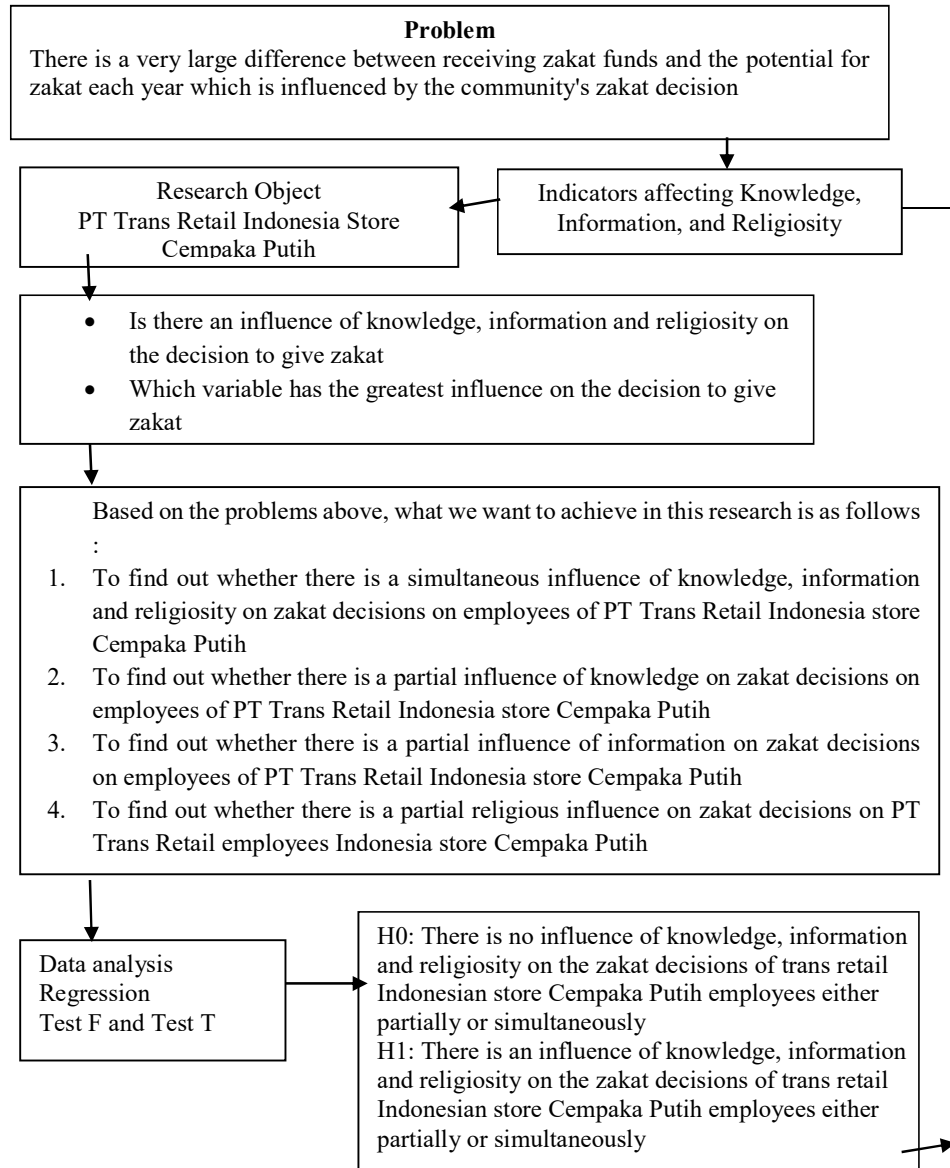 Problem
There is a very large difference between receiving zakat funds and the potential for
zakat each year which is influenced by the community's zakat decision
Research Object
PT Trans Retail Indonesia Store
Cempaka Putih
Indicators affecting Knowledge,
Information, and Religiosity
• Is there an influence of knowledge, information and religiosity on
the decision to give zakat
• Which variable has the greatest influence on the decision to give
zakat
Based on the problems above, what we want to achieve in this research is as follows
:
1. To find out whether there is a simultaneous influence of knowledge, information
and religiosity on zakat decisions on employees of PT Trans Retail Indonesia store
Cempaka Putih
2. To find out whether there is a partial influence of knowledge on zakat decisions on
employees of PT Trans Retail Indonesia store Cempaka Putih
3. To find out whether there is a partial influence of information on zakat decisions
on employees of PT Trans Retail Indonesia store Cempaka Putih
4. To find out whether there is a partial religious influence on zakat decisions on PT
Trans Retail employees Indonesia store Cempaka Putih
Data analysis
Regression
Test F and Test T
H0: There is no influence of knowledge, information
and religiosity on the zakat decisions of trans retail
Indonesian store Cempaka Putih employees either
partially or simultaneously
H1: There is an influence of knowledge, information
and religiosity on the zakat decisions of trans retail
Indonesian store Cempaka Putih employees either
partially or simultaneously